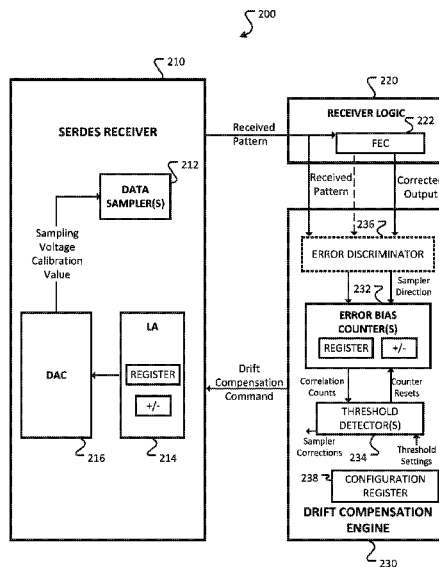 200
210
SERDES RECEIVER
212
DATA
SAMPLER(S)
Sampling
Voltage
Calibration
Value
DAC
216
LA
REGISTER
+/-
214
Received
Pattern
220
RECEIVER LOGIC
222
FEC
Received
Pattern
Corrected
Output
236
ERROR DISCRIMINATOR
Sampler
Direction
232
ERROR BIAS
COUNTER(S)
REGISTER
+/-
Drift
Compensation
Command
Correlation
Counts
Counter
Resets
THRESHOLD
DETECTOR(S)
Sampler
Corrections
234
Threshold
Settings
238
CONFIGURATION
REGISTER
DRIFT COMPENSATION
ENGINE
230